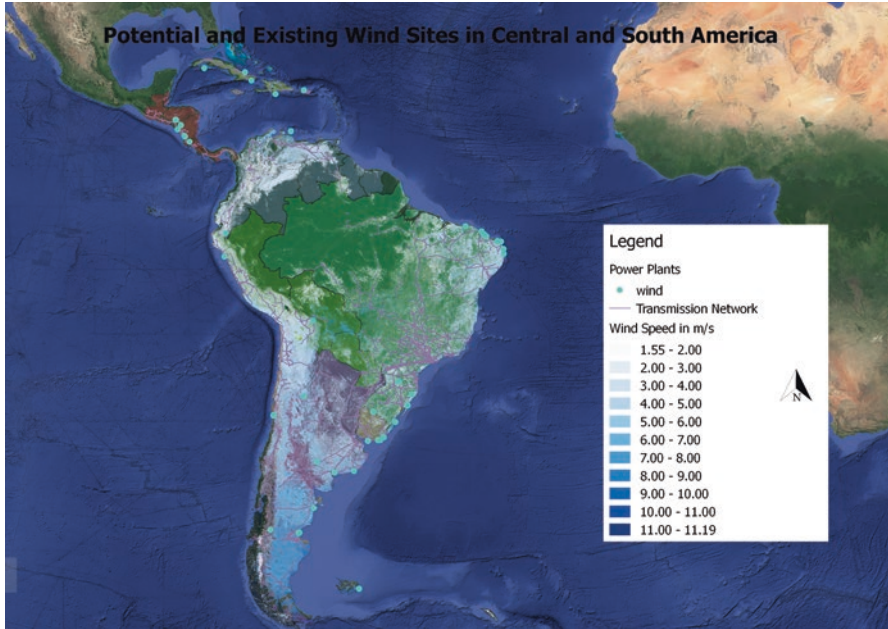 Potential and Existing Wind Sites in Central and South America
Legend
Power Plants
wind
Transmission Network
Wind Speed in m/s
1.55 - 2.00
2.00 - 3.00
3.00 - 4.00
4.00 - 5.00
5.00 - 6.00
6.00 - 7.00
7.00 - 8.00
8.00 - 9.00
9.00 - 10.00
10.00 - 11.00
11.00 - 11.19
N